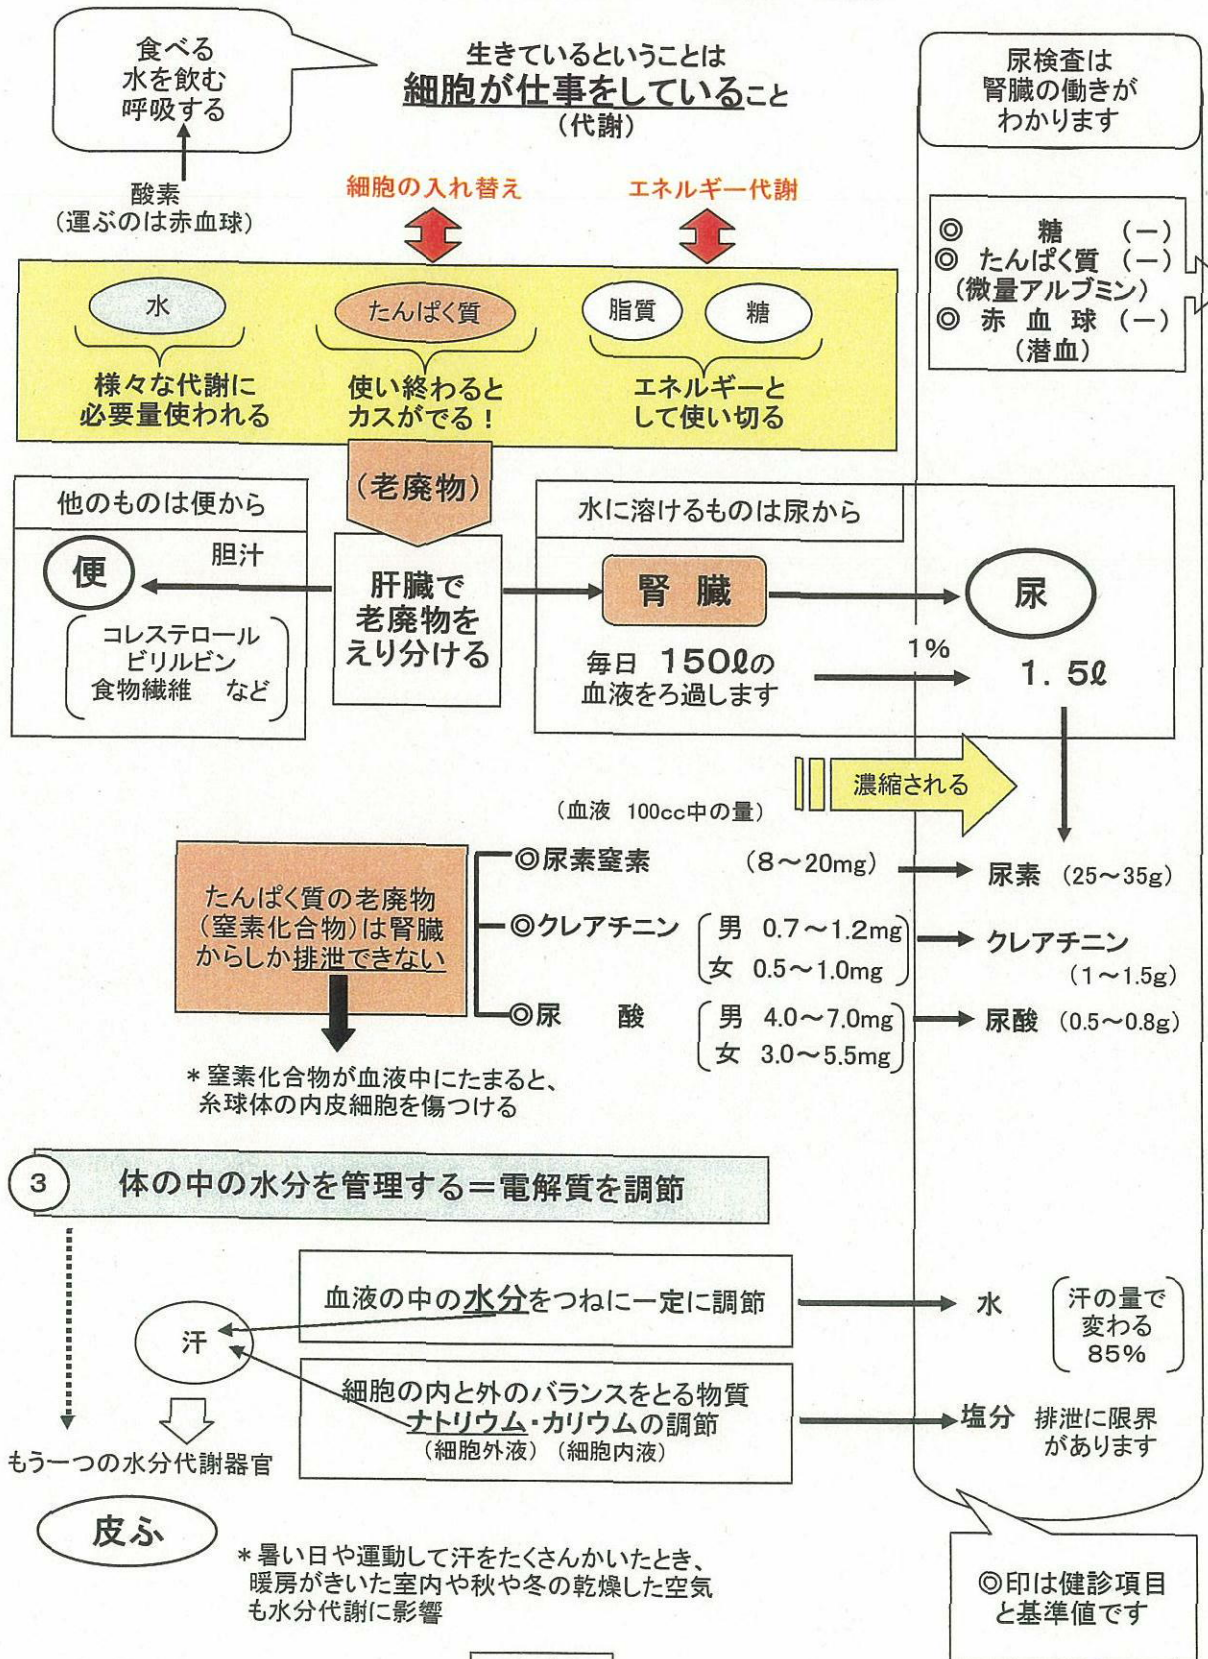 食べる
水を飲む
呼吸する
生きているということは
細胞が仕事をしていること
(代謝)
尿検査は
腎臓の働きが
わかります
酸素
(運ぶのは赤血球)
細胞の入れ替え
エネルギー代謝
◎ 糖 (－)
◎ たんぱく質 (－)
(微量アルブミン)
◎ 赤血球 (－)
(潜血)
水
たんぱく質
脂質
糖
様々な代謝に
必要量使われる
使い終わると
カスがでる！
エネルギーと
して使い切る
(老廃物)
他のものは便から
水に溶けるものは尿から
便
胆汁
コレステロール
ビリルビン
食物繊維 など
肝臓で
老廃物を
えり分ける
腎臓
尿
毎日 150ℓの
血液をろ過します
1%
1.5ℓ
濃縮される
(血液 100cc中の量)
たんぱく質の老廃物
(窒素化合物)は腎臓
からしか排泄できない
◎尿素窒素 (8～20mg)
尿素 (25～35g)
◎クレアチニン
男 0.7～1.2mg
女 0.5～1.0mg
クレアチニン
(1～1.5g)
◎尿酸
男 4.0～7.0mg
女 3.0～5.5mg
尿酸 (0.5～0.8g)
＊窒素化合物が血液中にたまると、
糸球体の内皮細胞を傷つける
3 体の中の水分を管理する＝電解質を調節
血液の中の水分をつねに一定に調節
水
汗の量で
変わる
85%
汗
細胞の内と外のバランスをとる物質
ナトリウム・カリウムの調節
(細胞外液) (細胞内液)
塩分 排泄に限界
があります
もう一つの水分代謝器官
皮ふ
＊暑い日や運動して汗をたくさんかいたとき、
暖房がきいた室内や秋や冬の乾燥した空気
も水分代謝に影響
◎印は健診項目
と基準値です